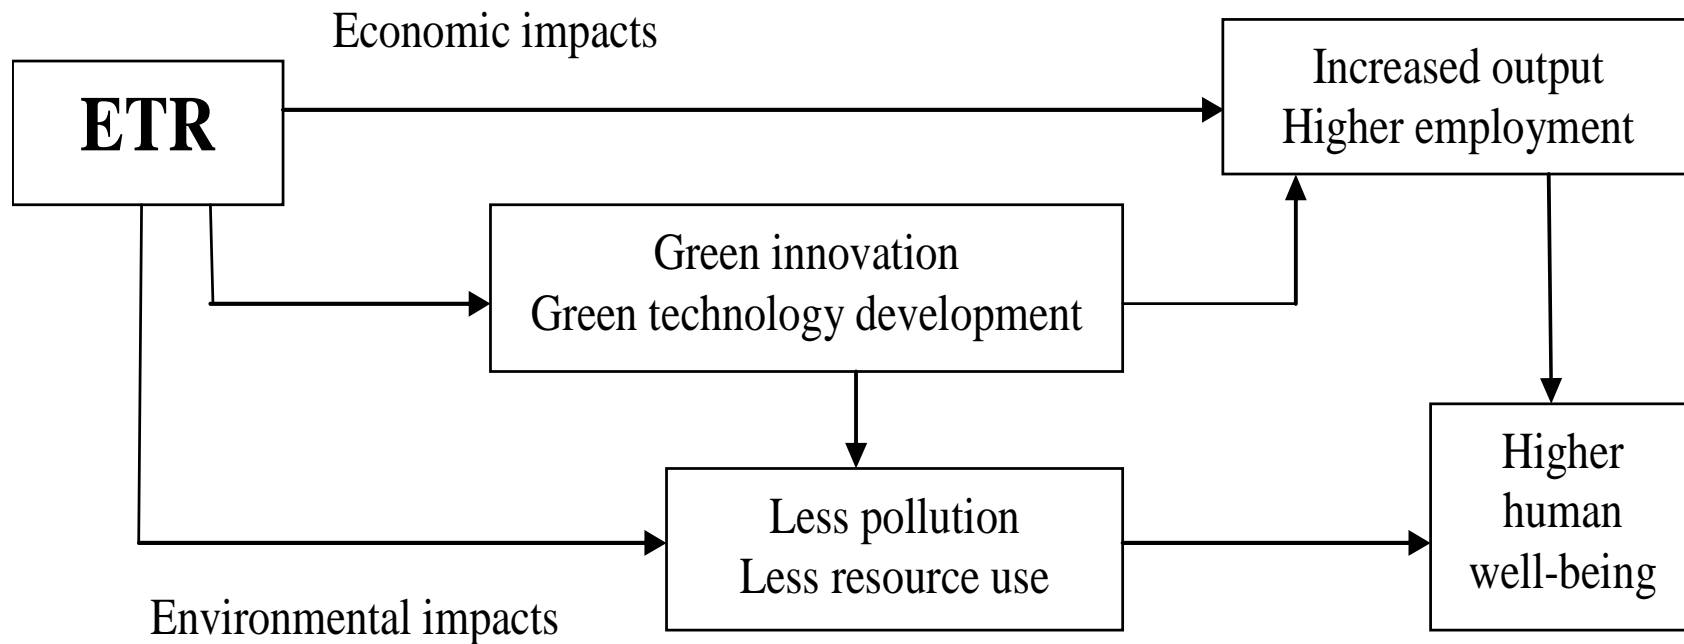 Economic impacts
ETR
Increased output
Higher employment
Green innovation
Green technology development
Less pollution
Less resource use
Higher
human
well-being
Environmental impacts